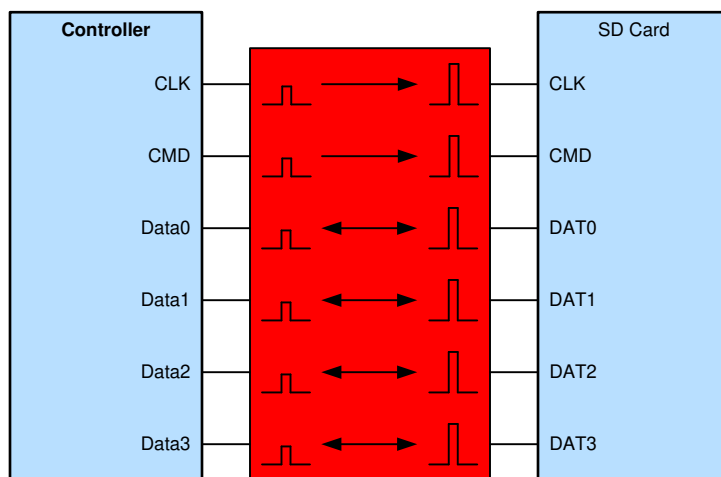 Controller
SD Card
CLK
CLK
CMD
CMD
Data0
DAT0
Data1
DAT1
Data2
DAT2
Data3
DAT3